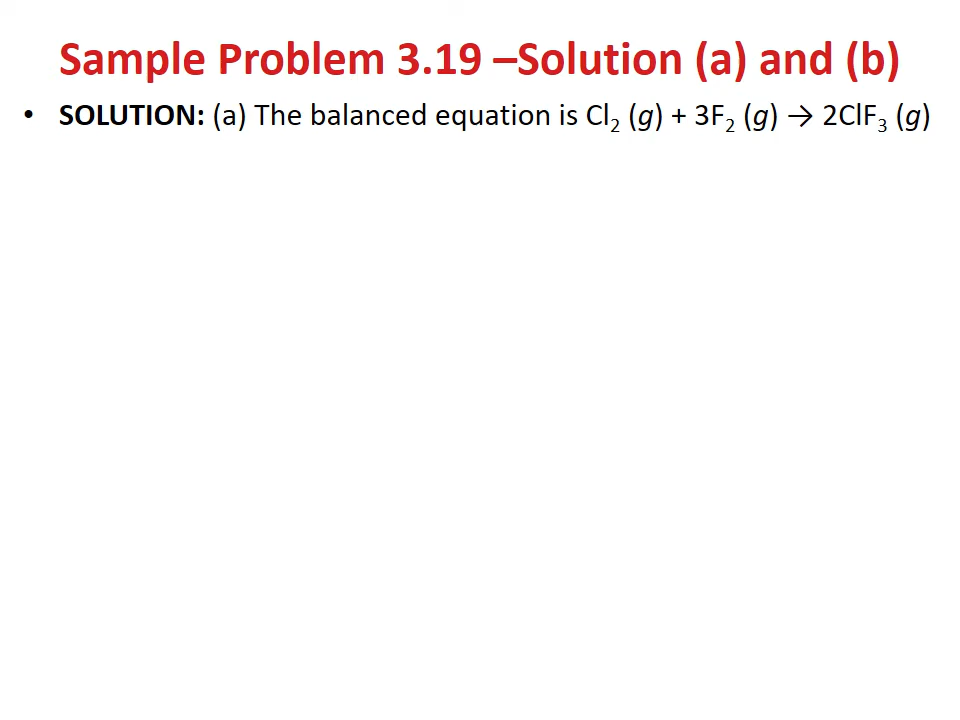 Sample Problem 3.19 –Solution (a) and (b)
• SOLUTION: (a) The balanced equation is Cl₂ (g) + 3F₂ (g) → 2ClF₃ (g)